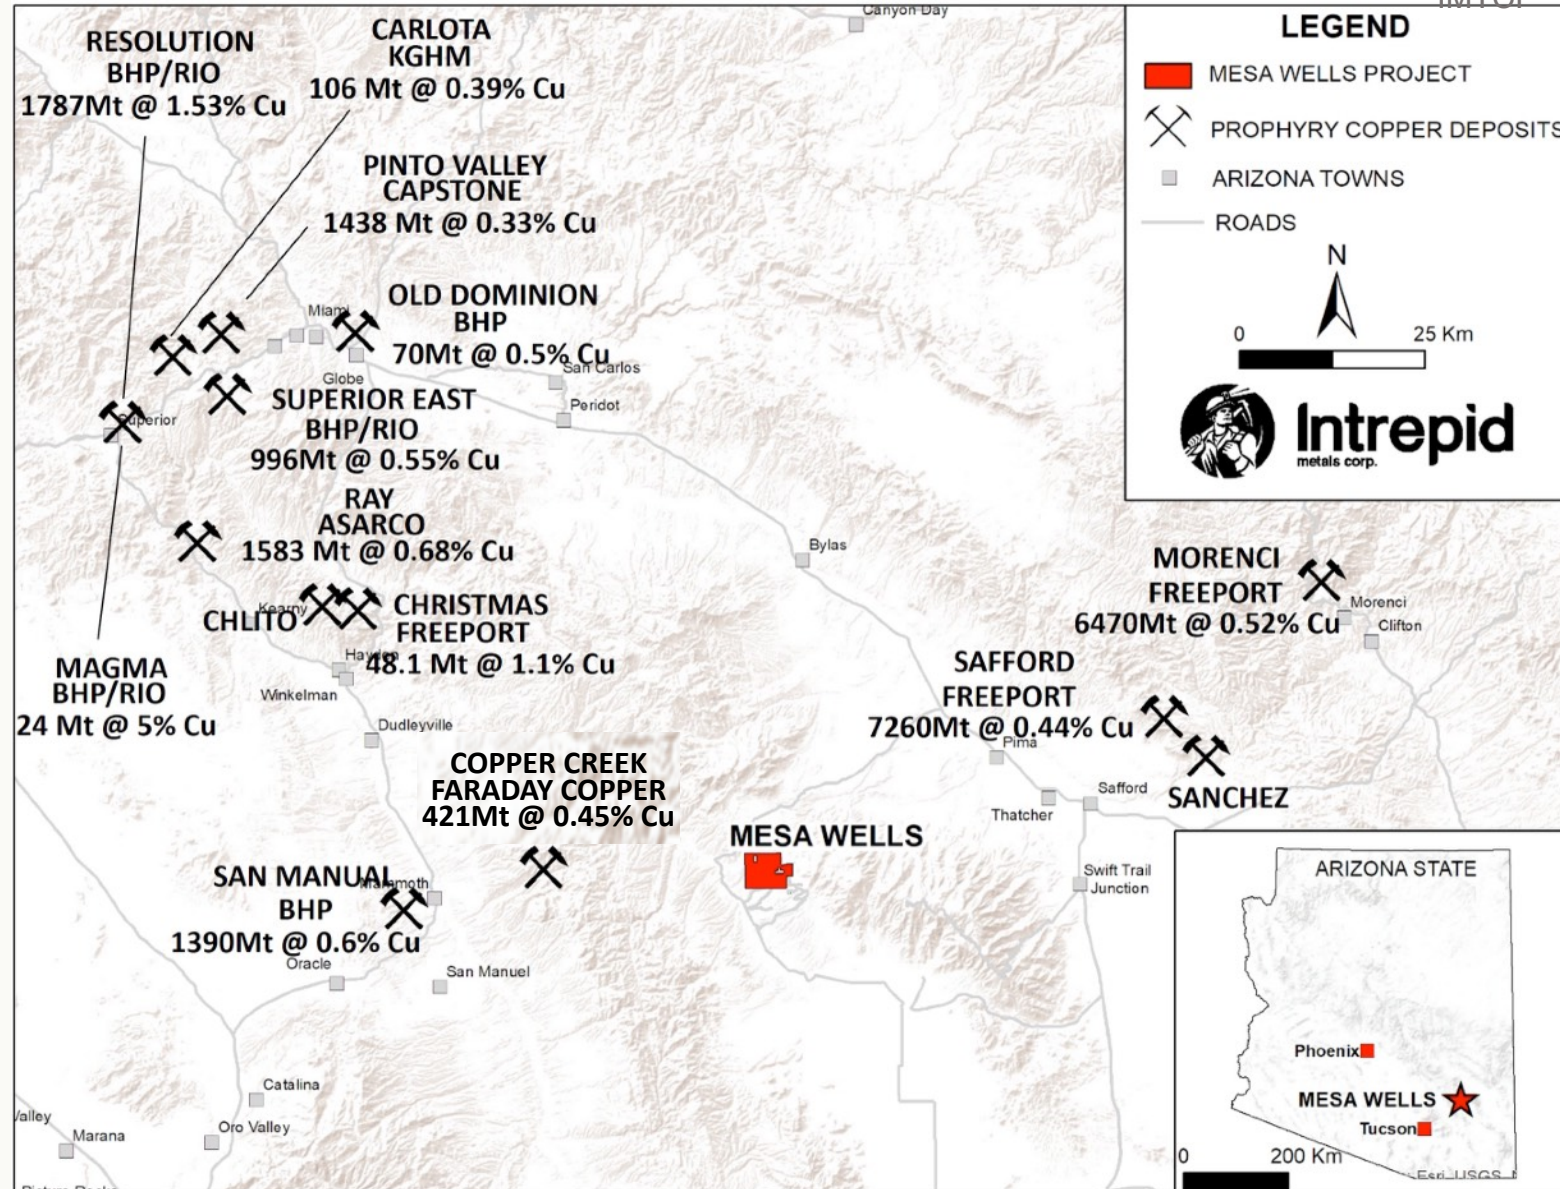 Canyon Day
RESOLUTION
BHP/RIO
1787Mt @ 1.53% Cu
CARLOTA
KGHM
106 Mt @ 0.39% Cu
PINTO VALLEY
CAPSTONE
1438 Mt @ 0.33% Cu
Miami
OLD DOMINION
BHP
70Mt @ 0.5% Cu
San Carlos
Globe
Peridot
Superior
SUPERIOR EAST
BHP/RIO
996Mt @ 0.55% Cu
RAY
ASARCO
1583 Mt @ 0.68% Cu
Bylas
Kearny
CHLITO
CHRISTMAS
FREEPORT
48.1 Mt @ 1.1% Cu
Hayden
Winkelman
MAGMA
BHP/RIO
24 Mt @ 5% Cu
Dudleyville
MORENCI
FREEPORT
6470Mt @ 0.52% Cu
Morenci
Clifton
SAFFORD
FREEPORT
7260Mt @ 0.44% Cu
Pima
SANCHEZ
Safford
Thatcher
Swift Trail
Junction
COPPER CREEK
FARADAY COPPER
421Mt @ 0.45% Cu
MESA WELLS
SAN MANUAL
BHP
1390Mt @ 0.6% Cu
Mammoth
Oracle
San Manuel
Catalina
Oro Valley
Valley
Marana
LEGEND
MESA WELLS PROJECT
PROPHYRY COPPER DEPOSITS
ARIZONA TOWNS
ROADS
N
0 25 Km
Intrepid
metals corp.
ARIZONA STATE
Phoenix
MESA WELLS
Tucson
0 200 Km
Esri, USGS